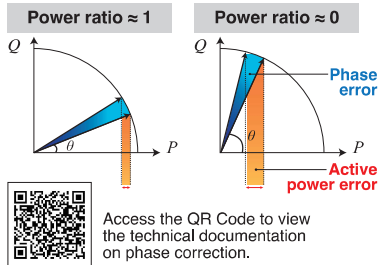 Power ratio ≈ 1
Power ratio ≈ 0
Q
θ
P
Q
θ
P
Phase
error
Active
power error
Access the QR Code to view
the technical documentation
on phase correction.